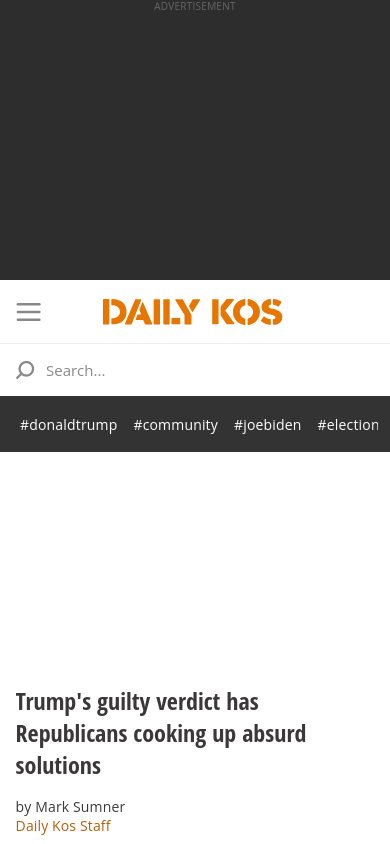 ADVERTISEMENT
DAILY KOS
Search...
#donaldtrump #community #joebiden #election
Trump's guilty verdict has
Republicans cooking up absurd
solutions
by Mark Sumner
Daily Kos Staff